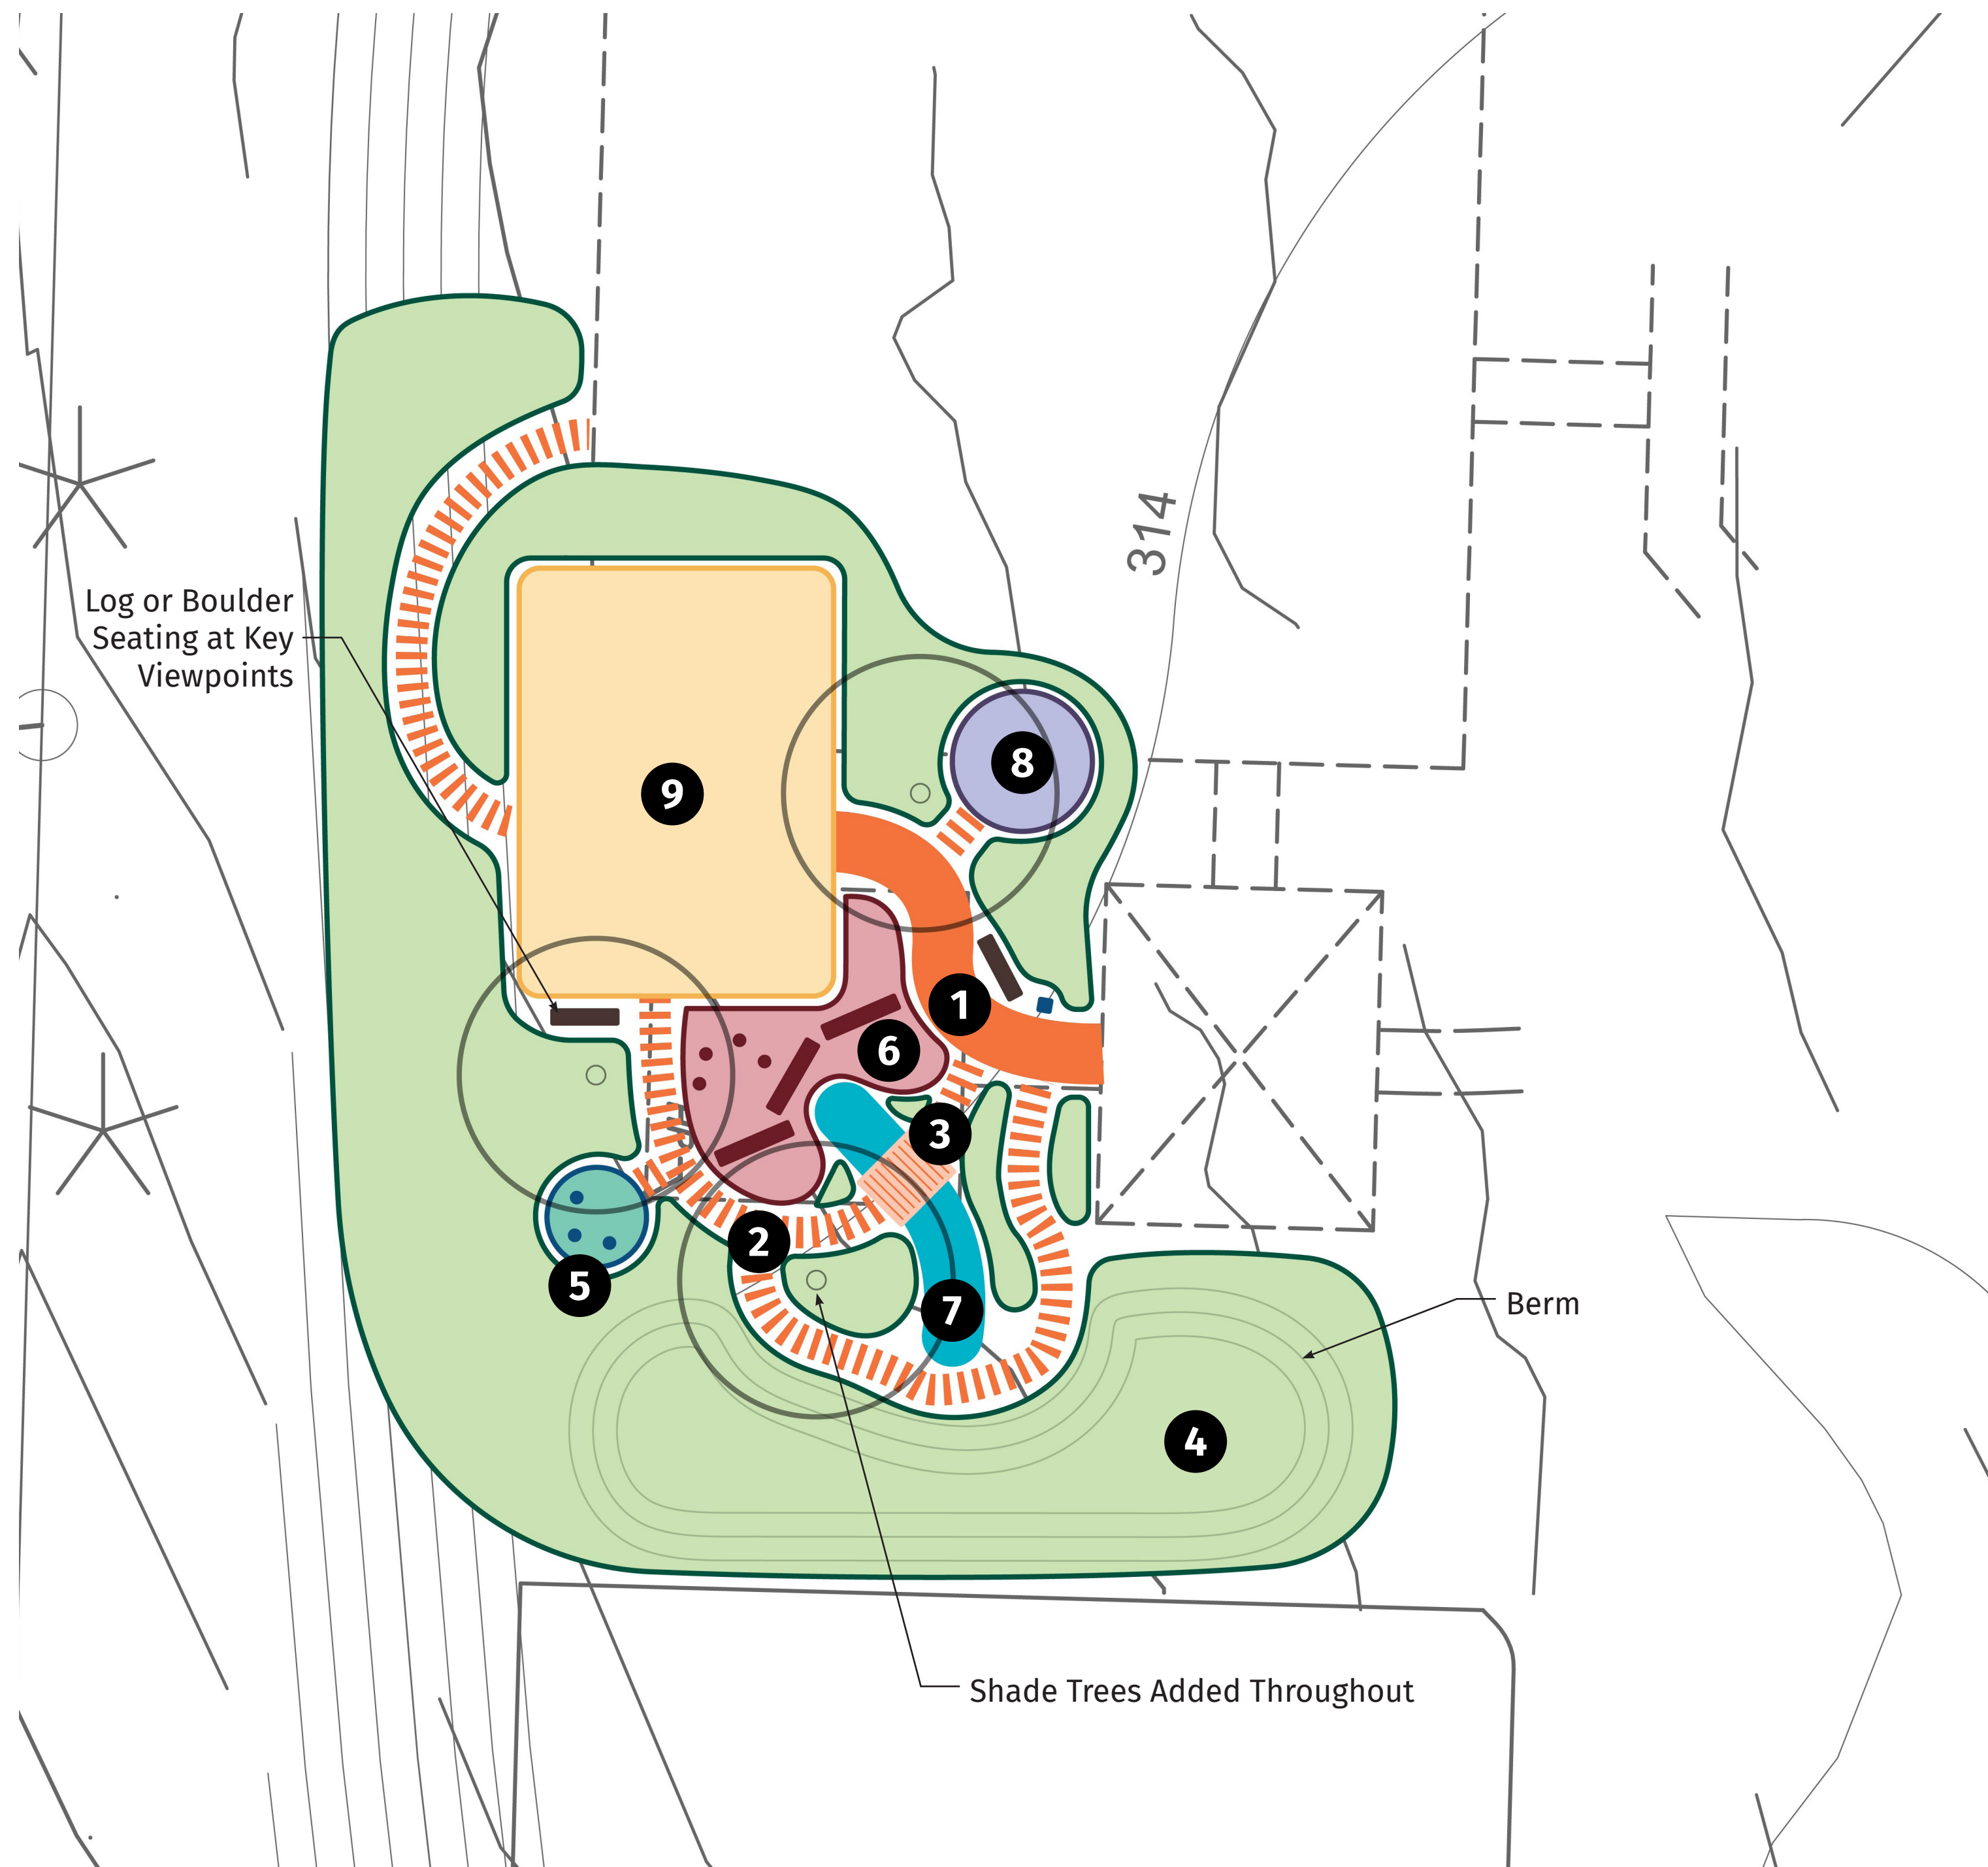 314
Log or Boulder
Seating at Key
Viewpoints
8
9
1
6
3
2
5
7
Berm
4
Shade Trees Added Throughout